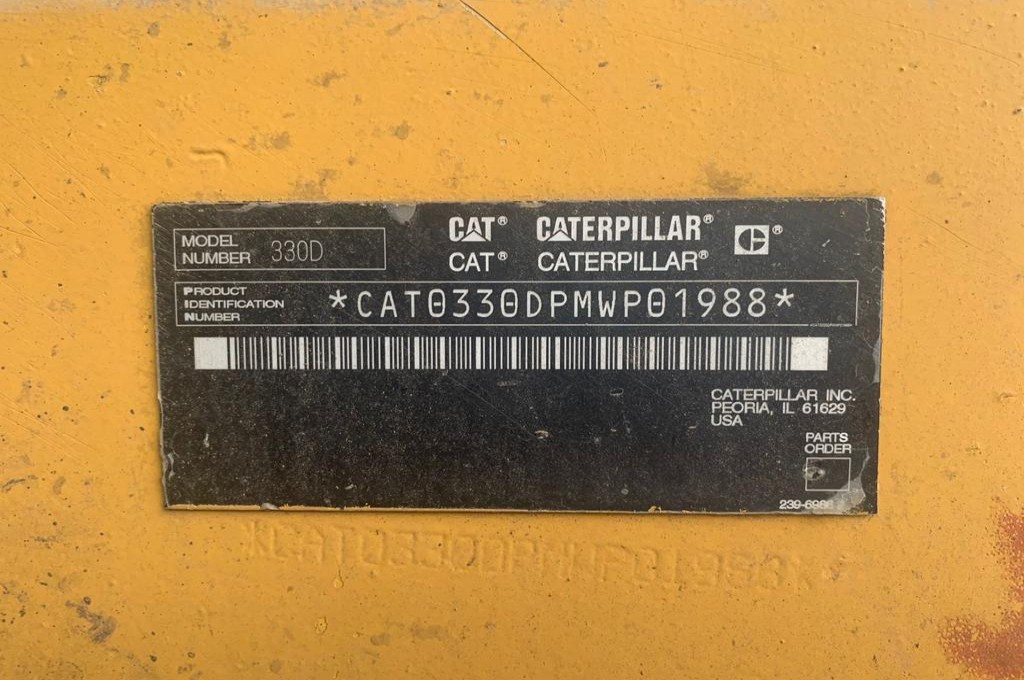 MODEL NUMBER 330D
CAT® CATERPILLAR® ®
CAT® CATERPILLAR®
PRODUCT IDENTIFICATION NUMBER *CAT0330DPMWP01988*
CATERPILLAR INC.
PEORIA, IL 61629
USA
PARTS
ORDER